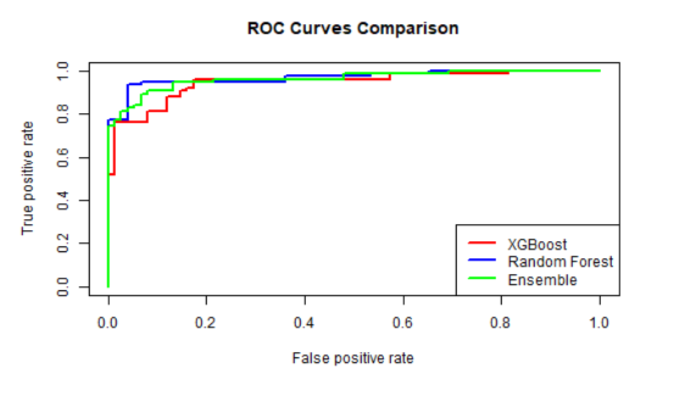 ROC Curves Comparison
True positive rate
1.0
0.8
0.6
0.4
0.2
0.0
XGBoost
Random Forest
Ensemble
0.0 0.2 0.4 0.6 0.8 1.0
False positive rate